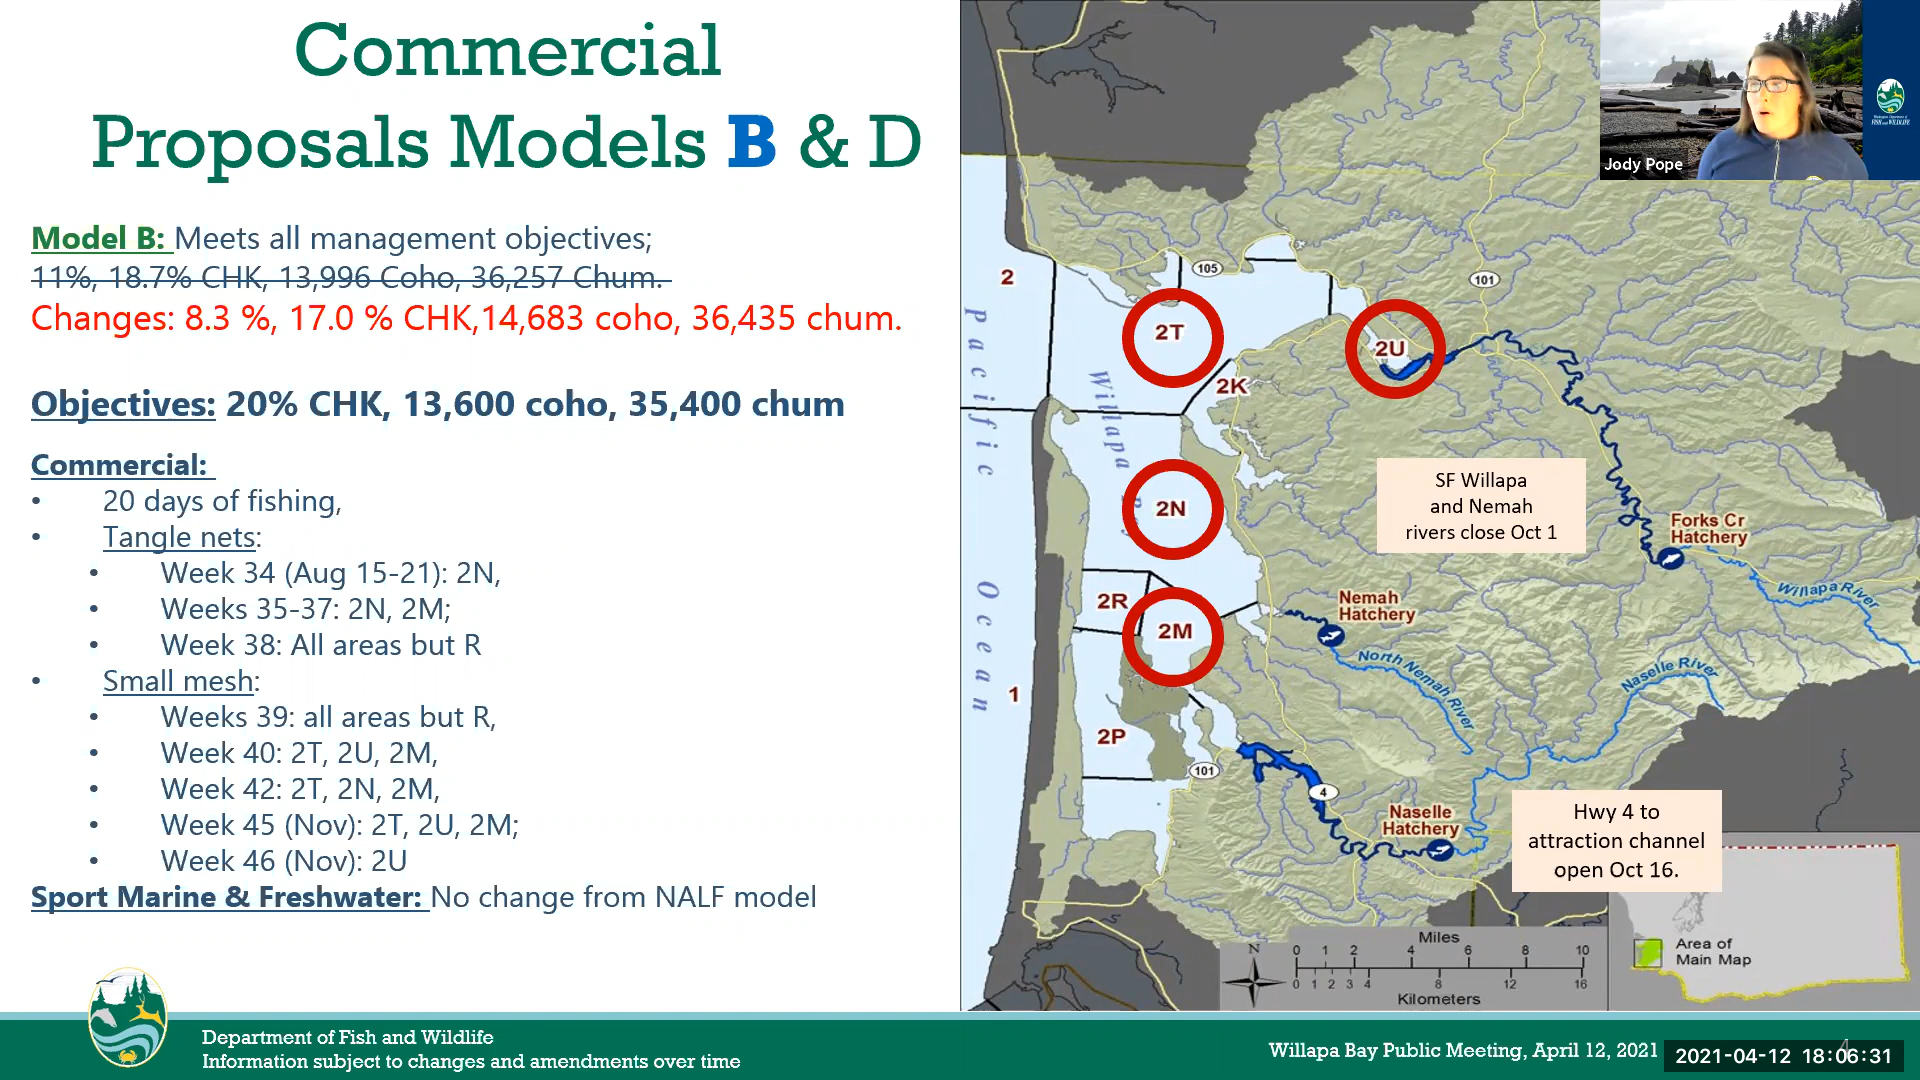 Commercial
Proposals Models B & D
Model B: Meets all management objectives;
11%, 18.7% CHK, 13,996 Coho, 36,257 Chum.
Changes: 8.3 %, 17.0 % CHK,14,683 coho, 36,435 chum.
Objectives: 20% CHK, 13,600 coho, 35,400 chum
Commercial:
• 20 days of fishing,
• Tangle nets:
• Week 34 (Aug 15-21): 2N,
• Weeks 35-37: 2N, 2M;
• Week 38: All areas but R
• Small mesh:
• Weeks 39: all areas but R,
• Week 40: 2T, 2U, 2M,
• Week 42: 2T, 2N, 2M,
• Week 45 (Nov): 2T, 2U, 2M;
• Week 46 (Nov): 2U
Sport Marine & Freshwater: No change from NALF model
Department of Fish and Wildlife
Information subject to changes and amendments over time
Willapa Bay Public Meeting, April 12, 2021
4
2021-04-12 18:06:31
Jody Pope
FISH and WILDLIFE
2
105
101
2T
2U
2K
Pacific
Ocean
Willapa
2N
SF Willapa
and Nemah
rivers close Oct 1
Forks Cr
Hatchery
Willapa River
2R
2M
Nemah
Hatchery
North Nemah River
Naselle River
1
2P
101
4
Naselle
Hatchery
Hwy 4 to
attraction channel
open Oct 16.
N
Miles
0 1 2 4 6 8 10
0 1 2 3 4 8 12 16
Kilometers
Area of
Main Map